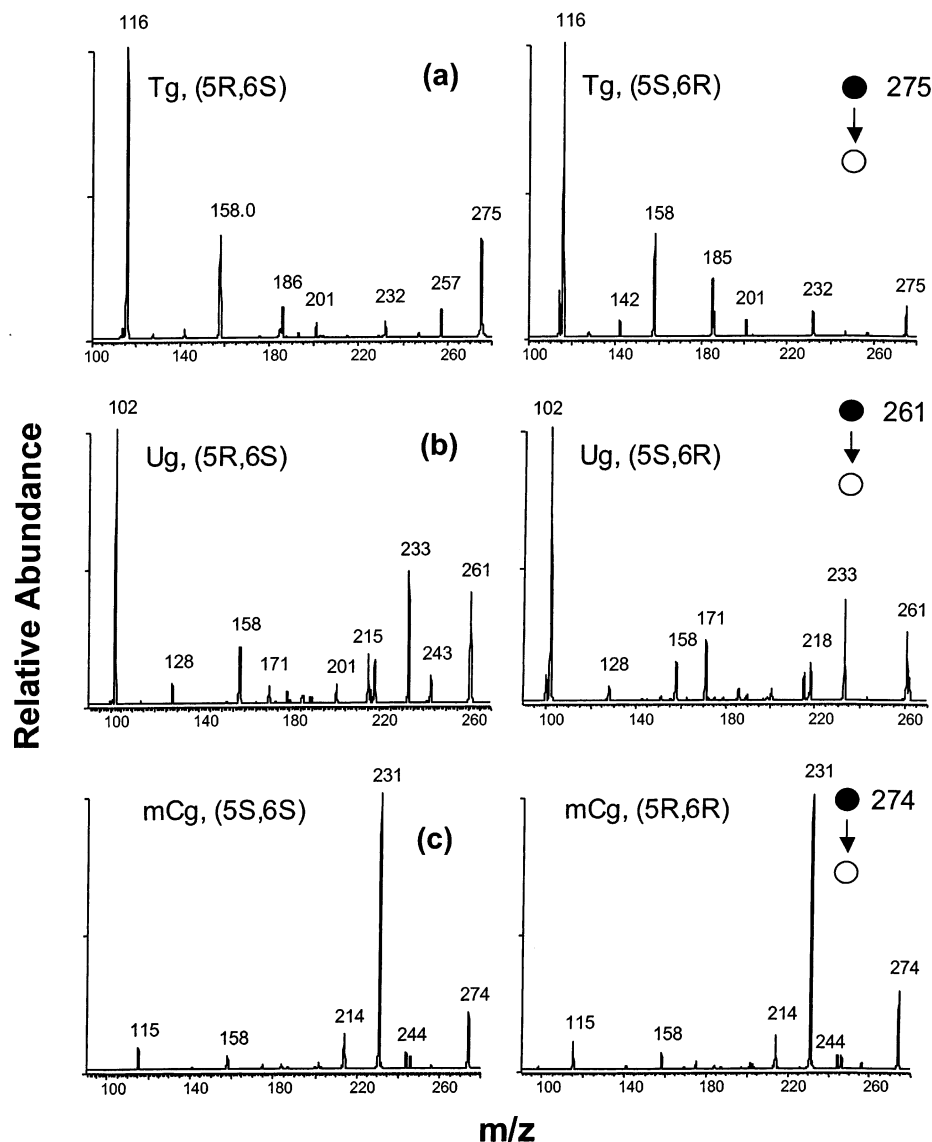 116
Tg, (5R,6S)
(a)
158.0
186
201
232
257
275
100 140 180 220 260
116
Tg, (5S,6R)
275
142
158
185
201
232
275
100 140 180 220 260
102
Ug, (5R,6S)
(b)
128
158
171
201
215
233
243
261
100 140 180 220 260
102
Ug, (5S,6R)
261
128
158
171
218
233
261
100 140 180 220 260
mCg, (5S,6S)
(c)
115
158
214
231
244
274
100 140 180 220 260
mCg, (5R,6R)
274
115
158
214
231
244
274
100 140 180 220 260
Relative Abundance
m/z